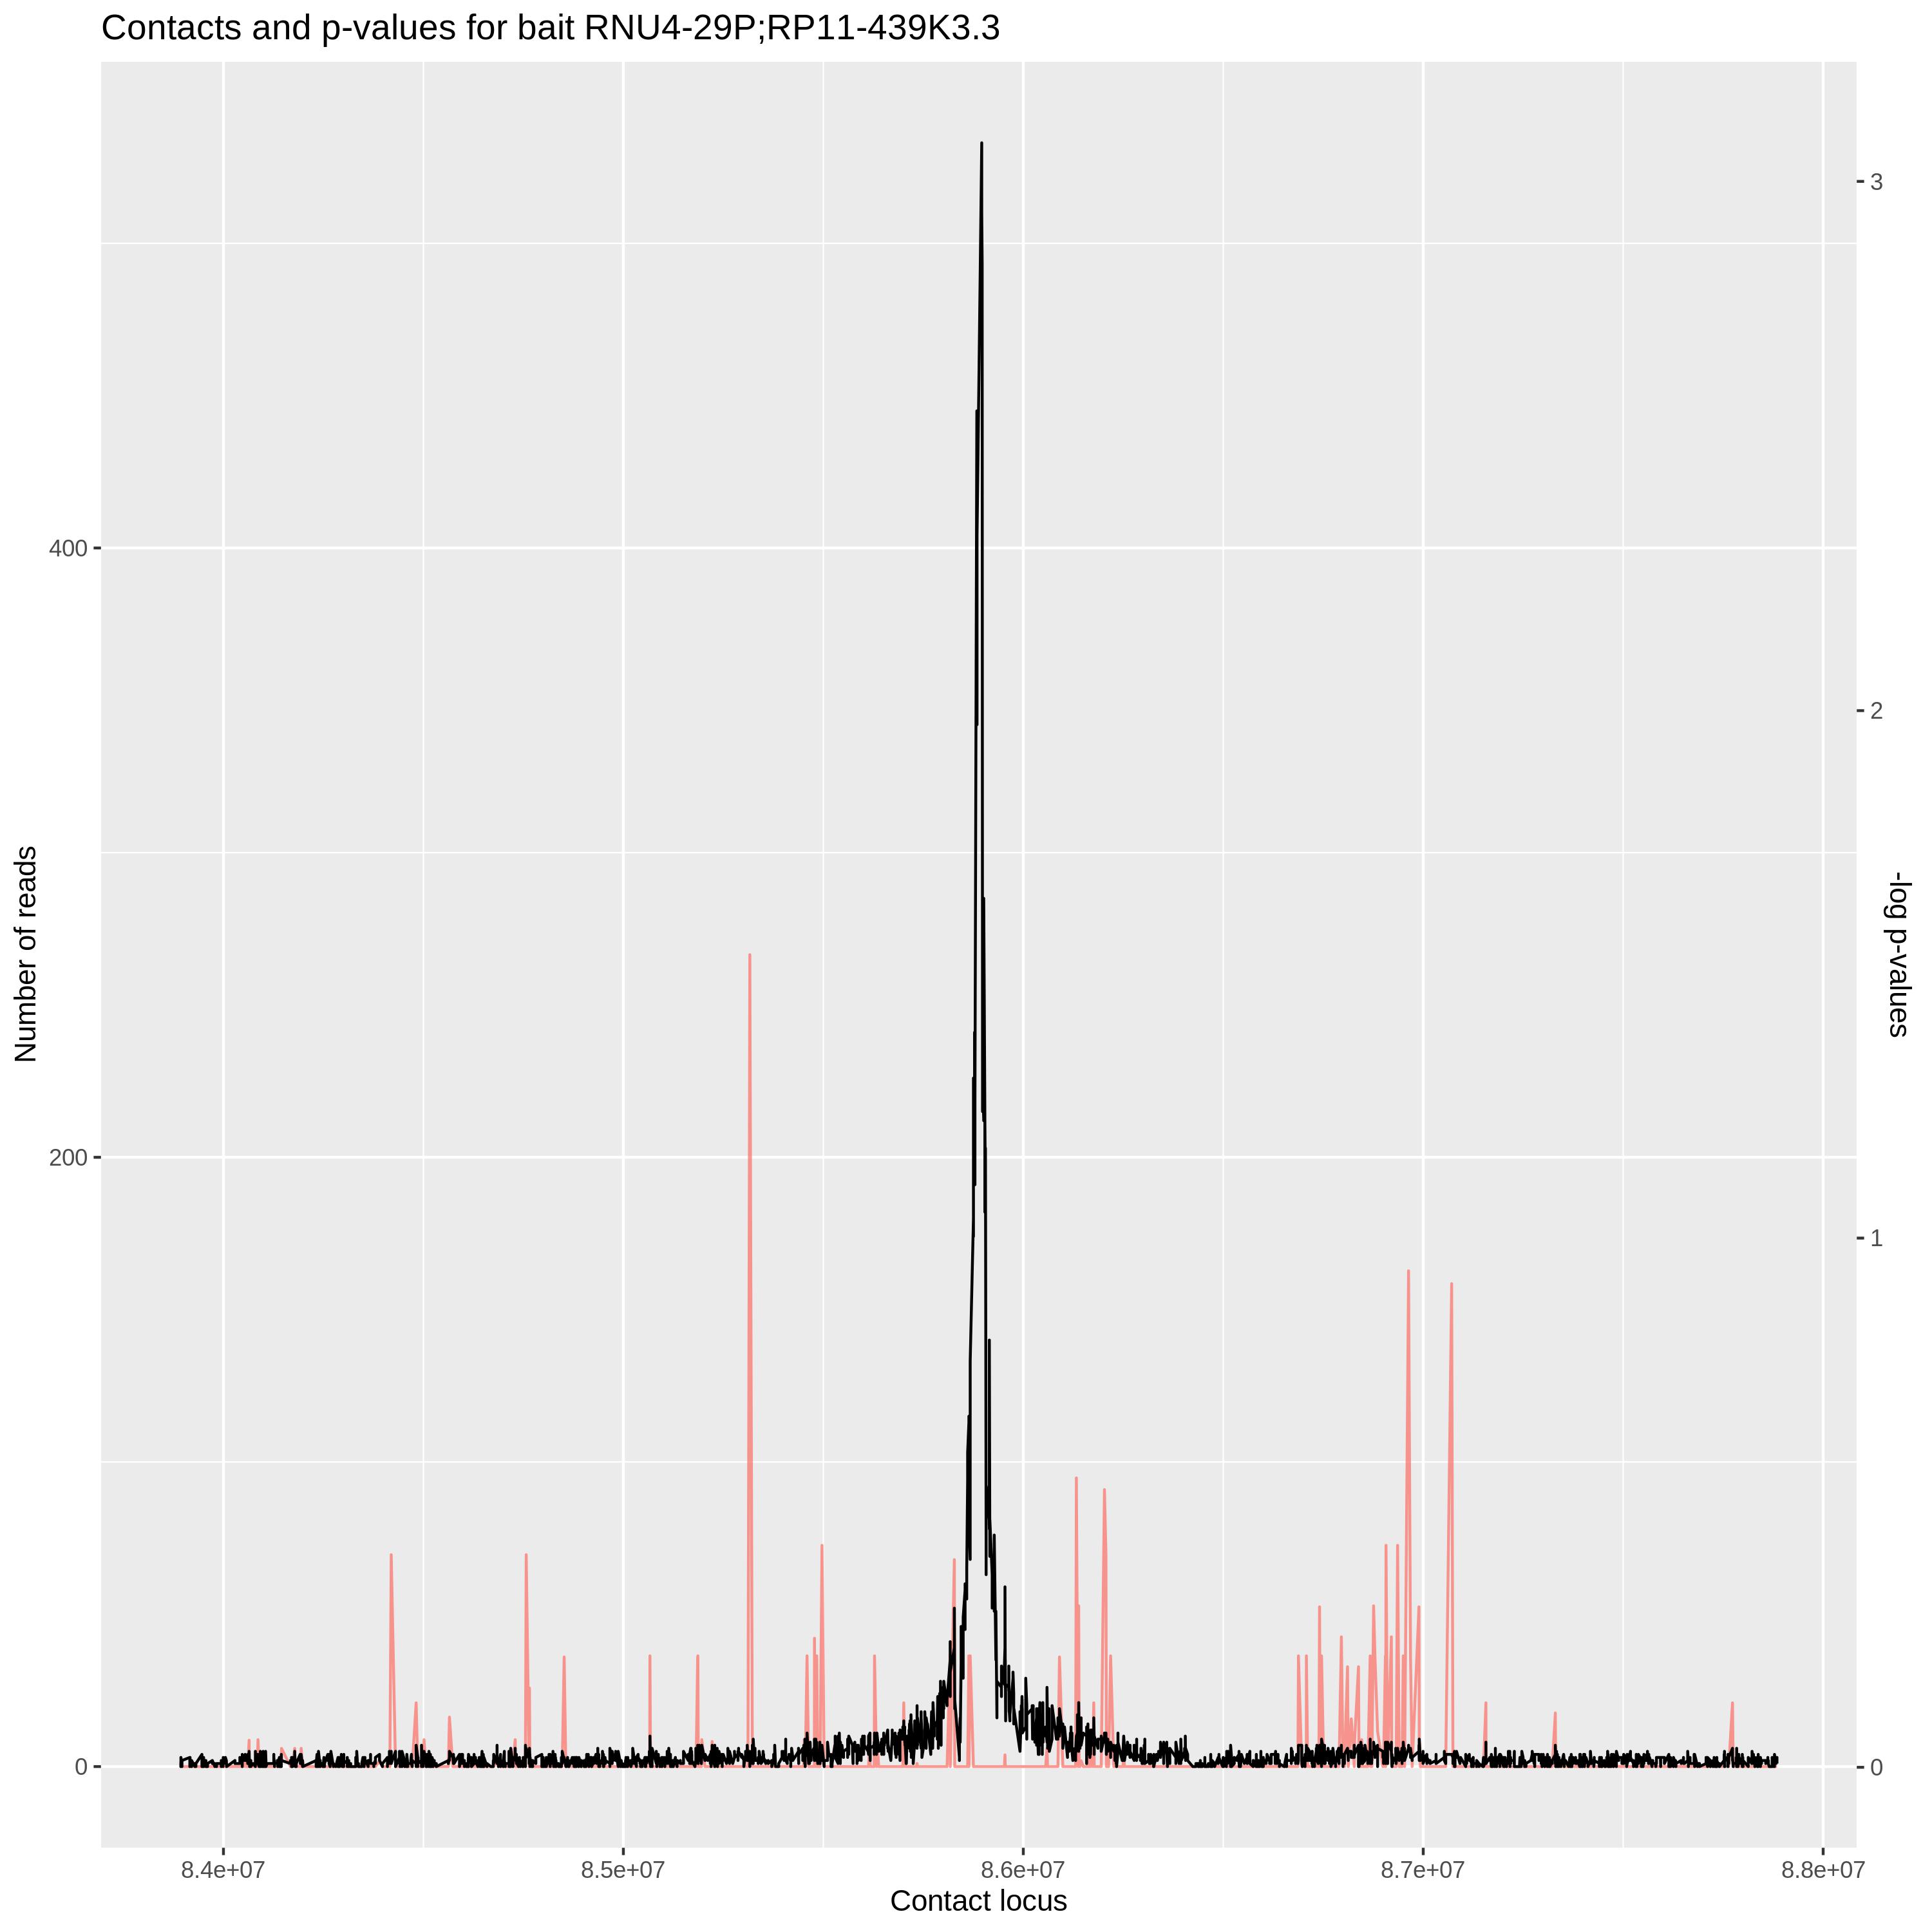 Contacts and p-values for bait RNU4-29P;RP11-439K3.3
Number of reads
400
200
0
3
2
1
0
-log p-values
8.4e+07 8.5e+07 8.6e+07 8.7e+07 8.8e+07
Contact locus